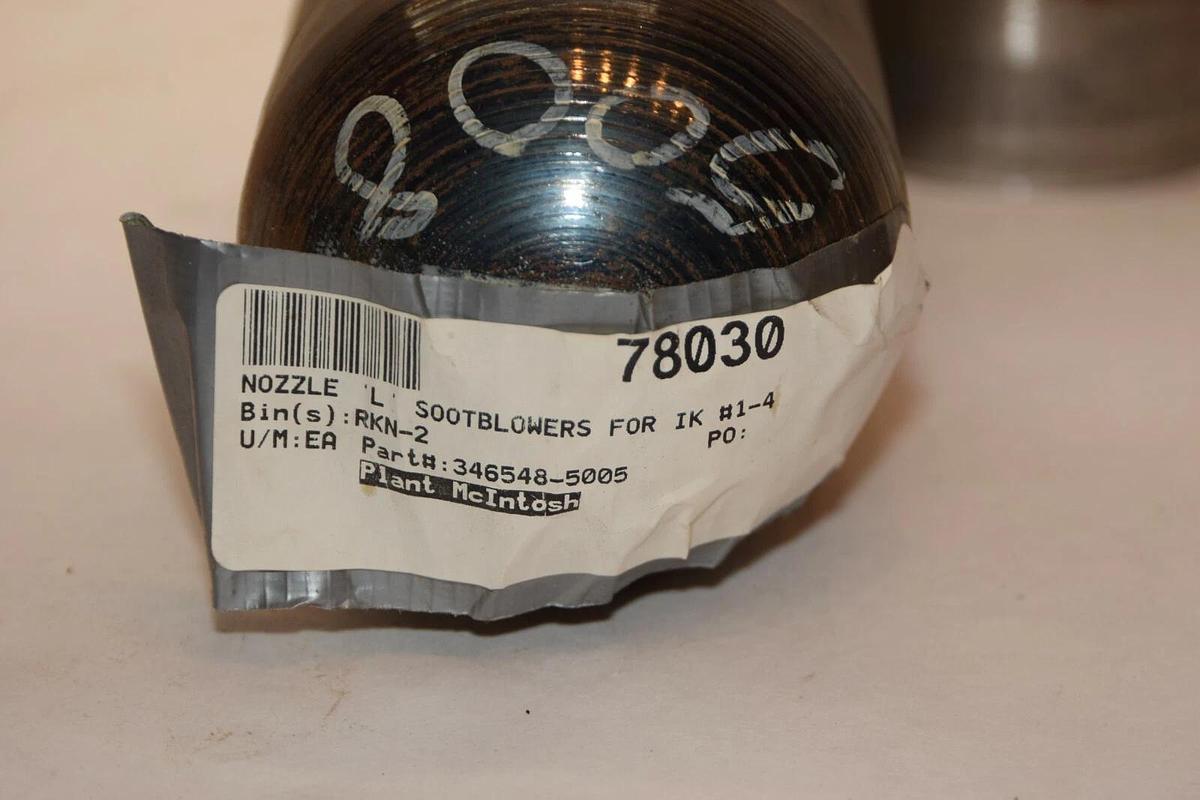 78030
NOZZLE 'L' SOOTBLOWERS FOR IK #1-4
Bin(s):RKN-2 PO:
U/M:EA Part#:346548-5005
Plant McIntosh